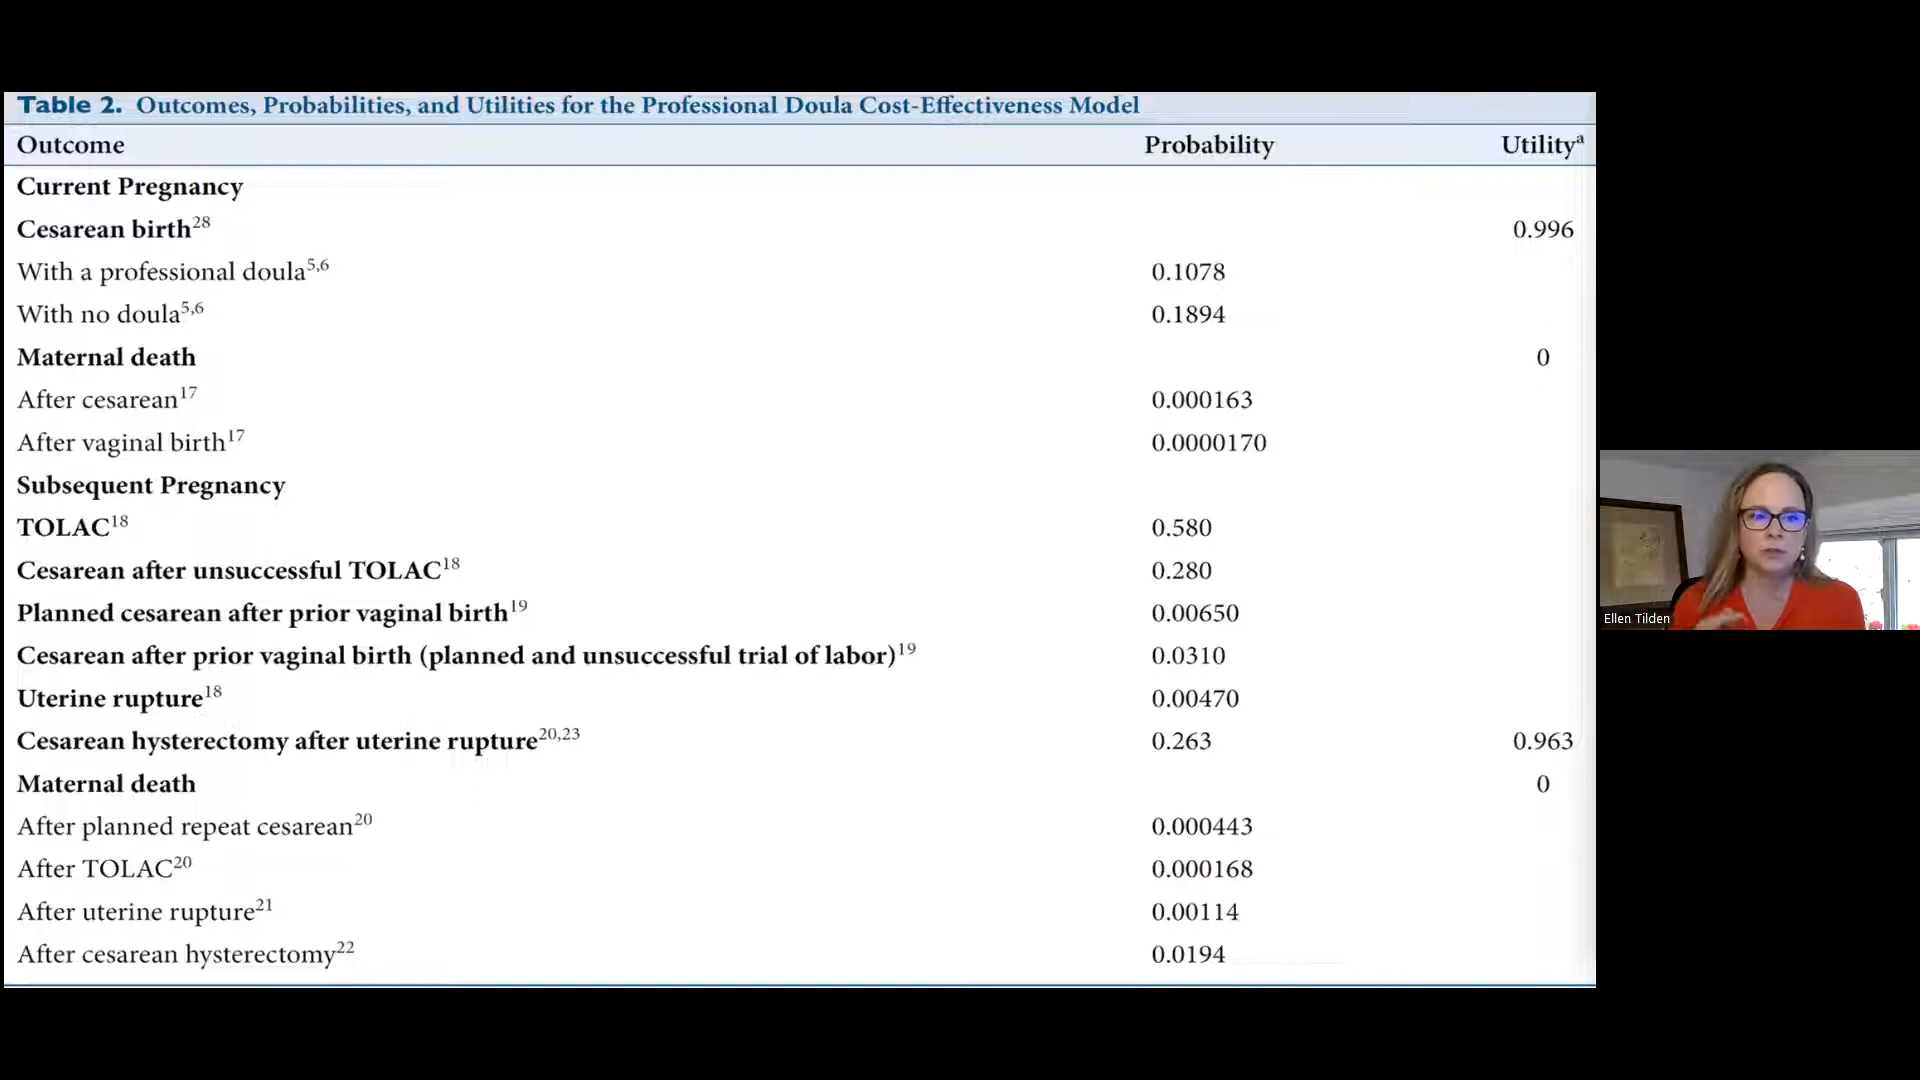 Table 2. Outcomes, Probabilities, and Utilities for the Professional Doula Cost-Effectiveness Model
Outcome Probability Utilityᵃ
Current Pregnancy
Cesarean birth²⁸ 0.996
With a professional doula⁵,⁶ 0.1078
With no doula⁵,⁶ 0.1894
Maternal death 0
After cesarean¹⁷ 0.000163
After vaginal birth¹⁷ 0.0000170
Subsequent Pregnancy
TOLAC¹⁸ 0.580
Cesarean after unsuccessful TOLAC¹⁸ 0.280
Planned cesarean after prior vaginal birth¹⁹ 0.00650
Cesarean after prior vaginal birth (planned and unsuccessful trial of labor)¹⁹ 0.0310
Uterine rupture¹⁸ 0.00470
Cesarean hysterectomy after uterine rupture²⁰,²³ 0.263 0.963
Maternal death 0
After planned repeat cesarean²⁰ 0.000443
After TOLAC²⁰ 0.000168
After uterine rupture²¹ 0.00114
After cesarean hysterectomy²² 0.0194
Ellen Tilden